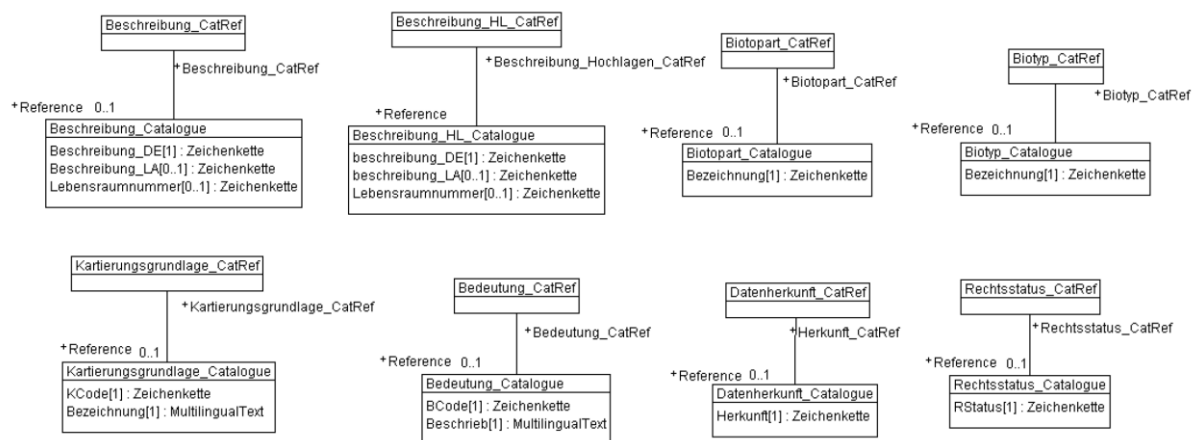 Beschreibung_CatRef
+Beschreibung_CatRef
+Reference 0..1
Beschreibung_Catalogue
Beschreibung_DE[1] : Zeichenkette
Beschreibung_LA[0..1] : Zeichenkette
Lebensraumnummer[0..1] : Zeichenkette
Beschreibung_HL_CatRef
+Beschreibung_Hochlagen_CatRef
+Reference
Beschreibung_HL_Catalogue
beschreibung_DE[1] : Zeichenkette
beschreibung_LA[0..1] : Zeichenkette
Lebensraumnummer[0..1] : Zeichenkette
Biotopart_CatRef
+Biotopart_CatRef
+Reference 0..1
Biotopart_Catalogue
Bezeichnung[1] : Zeichenkette
Biotyp_CatRef
+Biotyp_CatRef
+Reference 0..1
Biotyp_Catalogue
Bezeichnung[1] : Zeichenkette
Kartierungsgrundlage_CatRef
+Kartierungsgrundlage_CatRef
+Reference 0..1
Kartierungsgrundlage_Catalogue
KCode[1] : Zeichenkette
Bezeichnung[1] : MultilingualText
Bedeutung_CatRef
+Bedeutung_CatRef
+Reference 0..1
Bedeutung_Catalogue
BCode[1] : Zeichenkette
Beschrieb[1] : MultilingualText
Datenherkunft_CatRef
+Herkunft_CatRef
+Reference 0..1
Datenherkunft_Catalogue
Herkunft[1] : Zeichenkette
Rechtsstatus_CatRef
+Rechtsstatus_CatRef
+Reference 0..1
Rechtsstatus_Catalogue
RStatus[1] : Zeichenkette